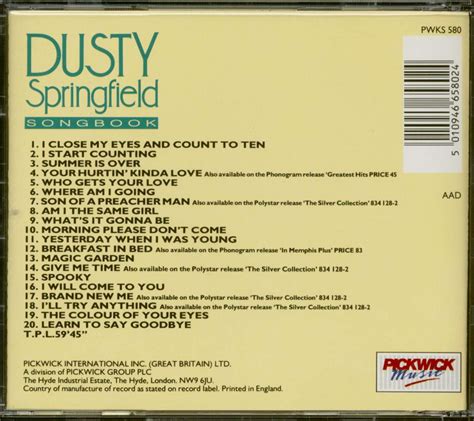 PWKS 580
DUSTY
Springfield
SONGBOOK
1. I CLOSE MY EYES AND COUNT TO TEN
2. I START COUNTING
3. SUMMER IS OVER
4. YOUR HURTIN' KINDA LOVE Also available on the Phonogram release 'Greatest Hits PRICE 45
5. WHO GETS YOUR LOVE
6. WHERE AM I GOING
7. SON OF A PREACHER MAN Also available on the Polystar release 'The Silver Collection' 834 128-2
8. AM I THE SAME GIRL
9. WHAT'S IT GONNA BE
10. MORNING PLEASE DON'T COME
11. YESTERDAY WHEN I WAS YOUNG
12. BREAKFAST IN BED Also available on the Phonogram 'In Memphis Plus' PRICE 83
13. MAGIC GARDEN
14. GIVE ME TIME Also available on the Polystar release 'The Silver Collection' 834 128-2
15. SPOOKY
16. I WILL COME TO YOU
17. BRAND NEW ME Also available on the Polystar release 'The Silver Collection' 834 128-2
18. I'LL TRY ANYTHING Also available on the Polystar release 'The Silver Collection' 834 128-2
19. THE COLOUR OF YOUR EYES
20. LEARN TO SAY GOODBYE
T.P.L.59'45"
5 010946 658024
AAD
PICKWICK INTERNATIONAL INC. (GREAT BRITAIN) LTD.
A division of PICKWICK GROUP PLC
The Hyde Industrial Estate, The Hyde, London. NW9 6JU.
Country of manufacture of record as stated on record label. Printed in England.
PICKWICK
Music